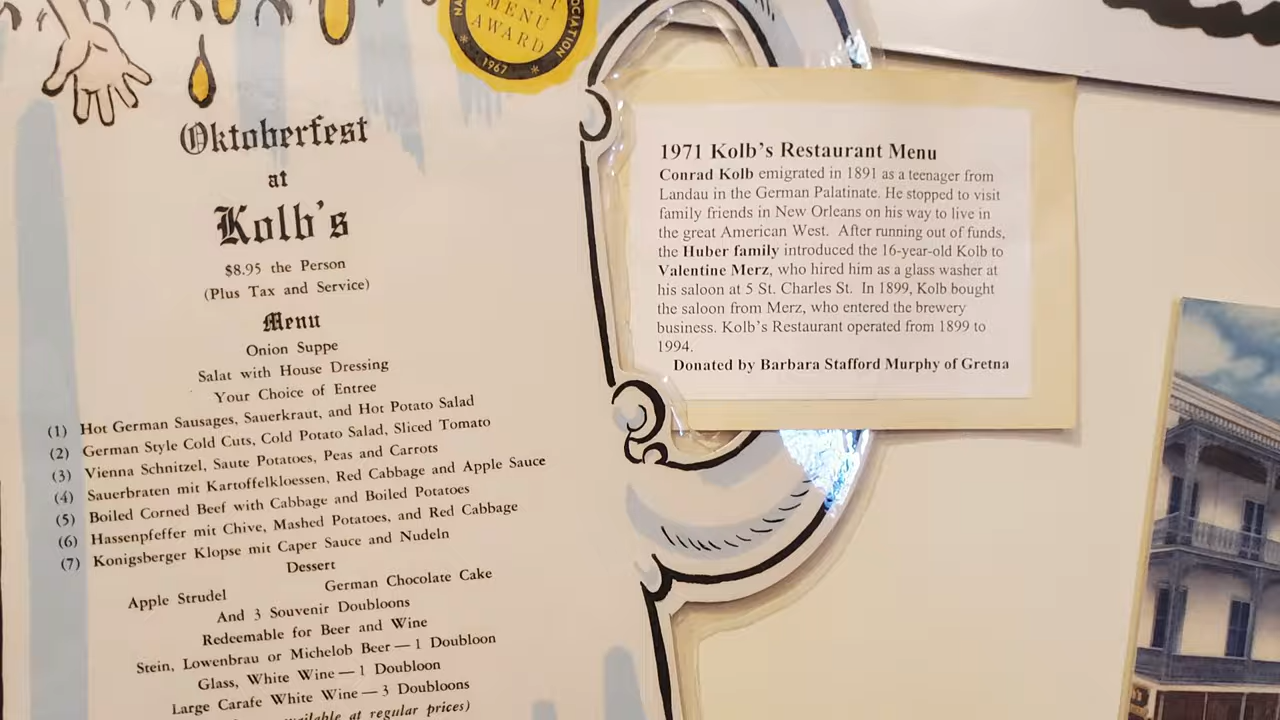 MENU
AWARD
1967
Oktoberfest
at
Kolb's
$8.95 the Person
(Plus Tax and Service)
Menu
Onion Suppe
Salat with House Dressing
Your Choice of Entree
(1) Hot German Sausages, Sauerkraut, and Hot Potato Salad
(2) German Style Cold Cuts, Cold Potato Salad, Sliced Tomato
(3) Vienna Schnitzel, Saute Potatoes, Peas and Carrots
(4) Sauerbraten mit Kartoffelkloessen, Red Cabbage and Apple Sauce
(5) Boiled Corned Beef with Cabbage and Boiled Potatoes
(6) Hassenpfeffer mit Chive, Mashed Potatoes, and Red Cabbage
(7) Konigsberger Klopse mit Caper Sauce and Nudeln
Dessert
Apple Strudel German Chocolate Cake
And 3 Souvenir Doubloons
Redeemable for Beer and Wine
Stein, Lowenbrau or Michelob Beer — 1 Doubloon
Glass, White Wine — 1 Doubloon
Large Carafe White Wine — 3 Doubloons
at regular prices)
1971 Kolb's Restaurant Menu
Conrad Kolb emigrated in 1891 as a teenager from
Landau in the German Palatinate. He stopped to visit
family friends in New Orleans on his way to live in
the great American West. After running out of funds,
the Huber family introduced the 16-year-old Kolb to
Valentine Merz, who hired him as a glass washer at
his saloon at 5 St. Charles St. In 1899, Kolb bought
the saloon from Merz, who entered the brewery
business. Kolb's Restaurant operated from 1899 to
1994.
Donated by Barbara Stafford Murphy of Gretna